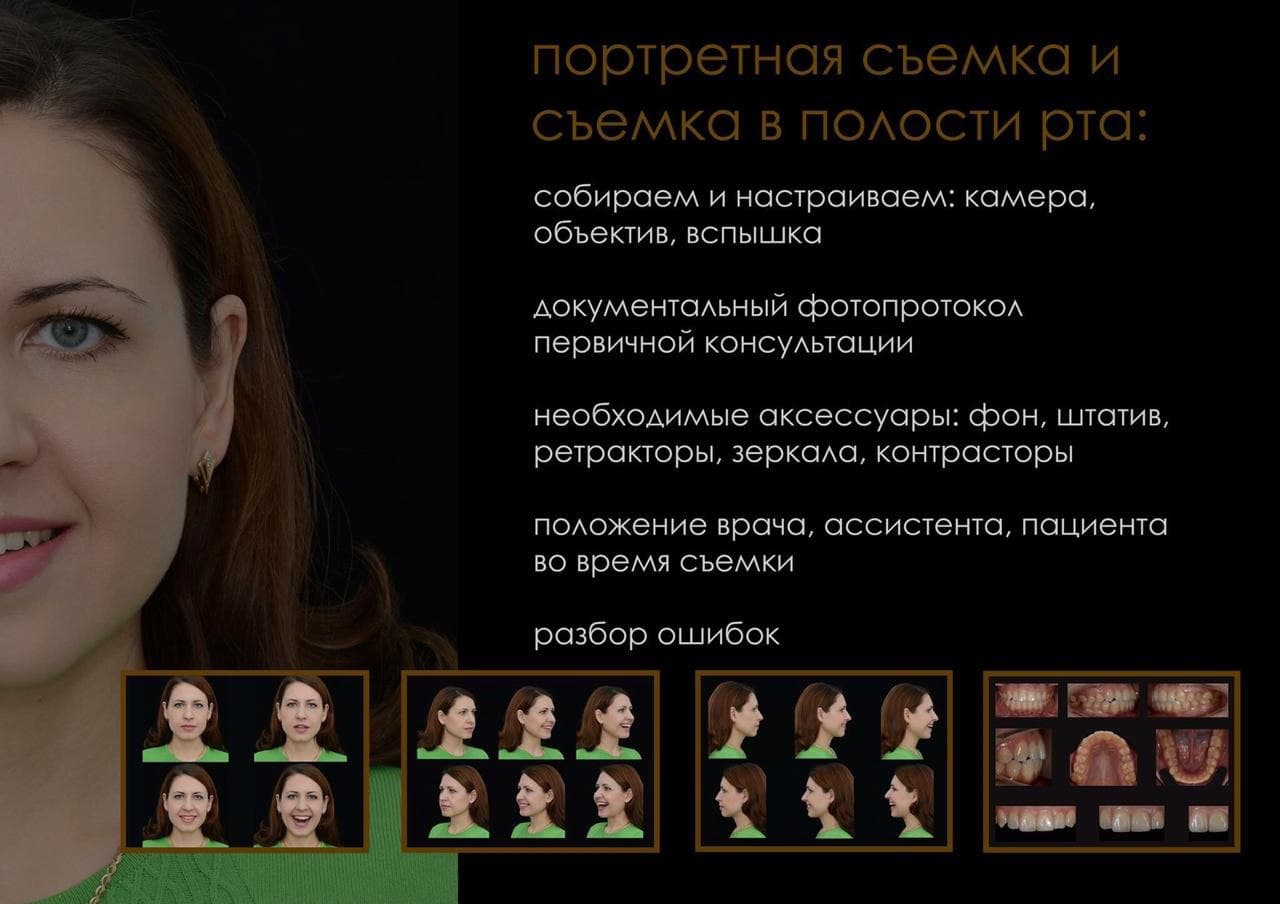 портретная съемка и
съемка в полости рта:
собираем и настраиваем: камера,
объектив, вспышка
документальный фотопротокол
первичной консультации
необходимые аксессуары: фон, штатив,
ретракторы, зеркала, контрасторы
положение врача, ассистента, пациента
во время съемки
разбор ошибок